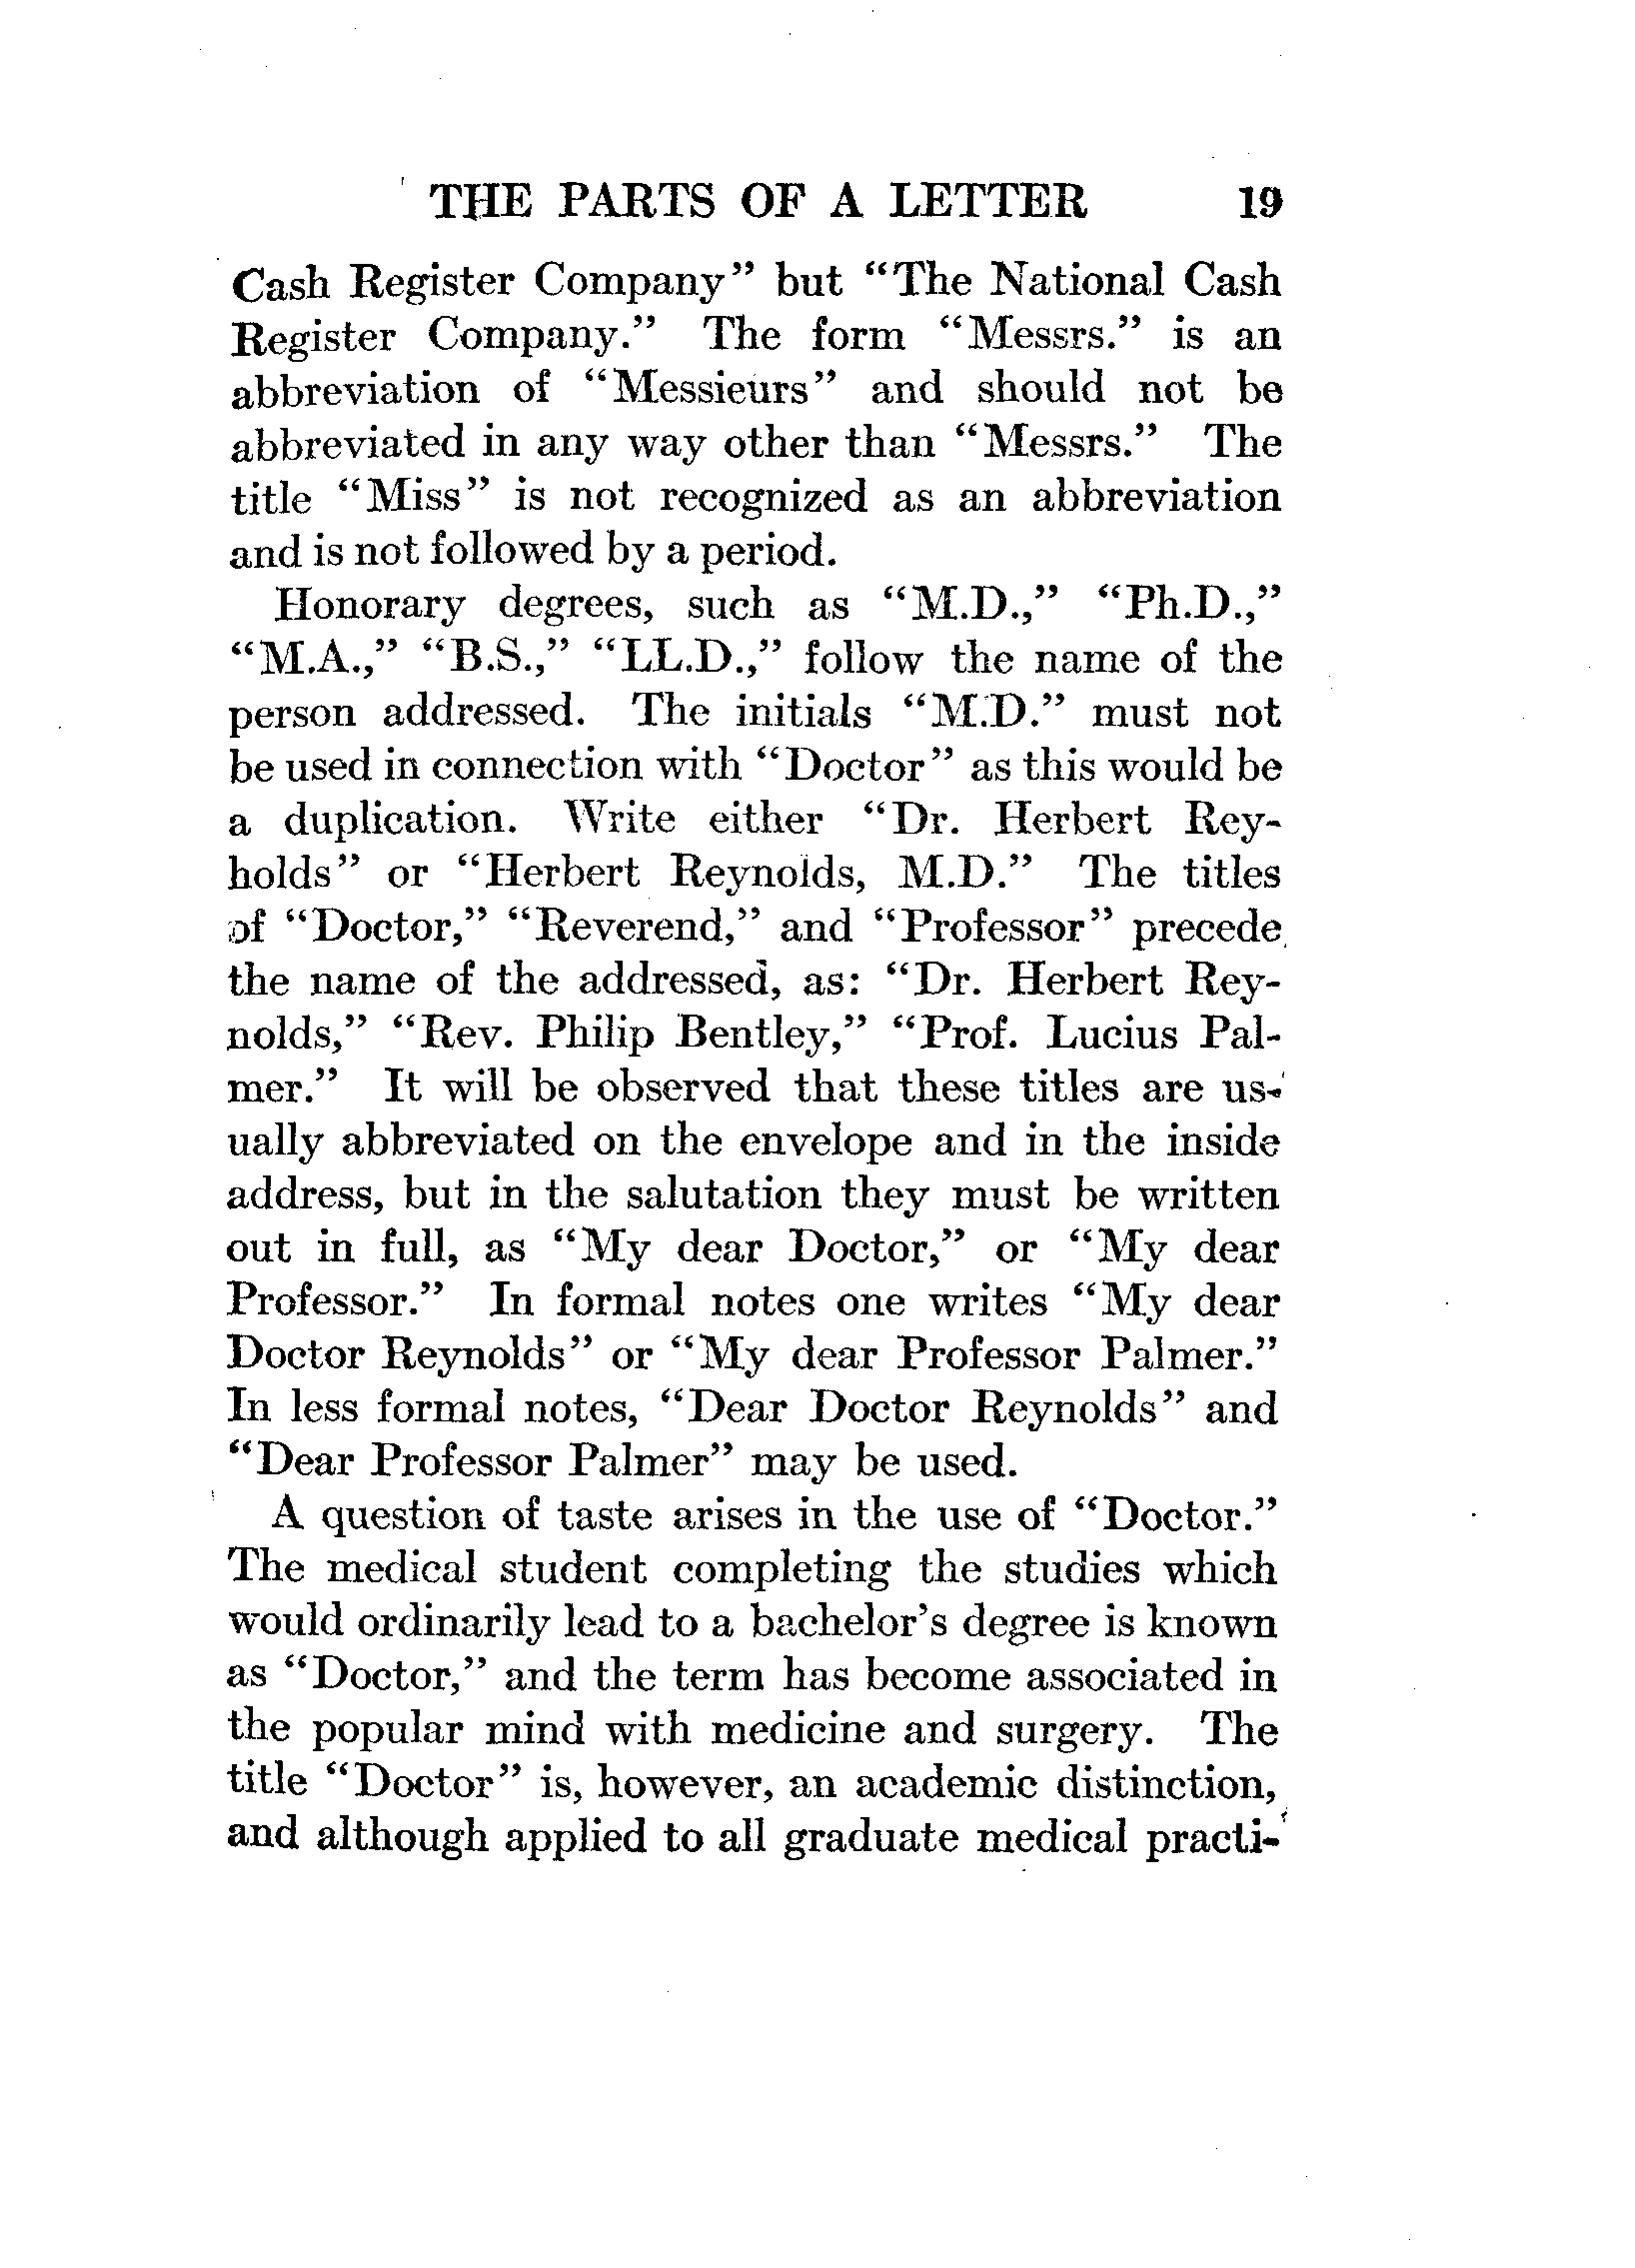 THE PARTS OF A LETTER 19
Cash Register Company” but “The National Cash
Register Company.” The form “Messrs.” is an
abbreviation of “Messieurs” and should not be
abbreviated in any way other than “Messrs.” The
title “Miss” is not recognized as an abbreviation
and is not followed by a period.
Honorary degrees, such as “M.D.,” “Ph.D.,”
“M.A.,” “B.S.,” “LL.D.,” follow the name of the
person addressed. The initials “M.D.” must not
be used in connection with “Doctor” as this would be
a duplication. Write either “Dr. Herbert Rey-
holds” or “Herbert Reynolds, M.D.” The titles
of “Doctor,” “Reverend,” and “Professor” precede
the name of the addressed, as: “Dr. Herbert Rey-
nolds,” “Rev. Philip Bentley,” “Prof. Lucius Pal-
mer.” It will be observed that these titles are us-
ually abbreviated on the envelope and in the inside
address, but in the salutation they must be written
out in full, as “My dear Doctor,” or “My dear
Professor.” In formal notes one writes “My dear
Doctor Reynolds” or “My dear Professor Palmer.”
In less formal notes, “Dear Doctor Reynolds” and
“Dear Professor Palmer” may be used.
A question of taste arises in the use of “Doctor.”
The medical student completing the studies which
would ordinarily lead to a bachelor’s degree is known
as “Doctor,” and the term has become associated in
the popular mind with medicine and surgery. The
title “Doctor” is, however, an academic distinction,
and although applied to all graduate medical practi-